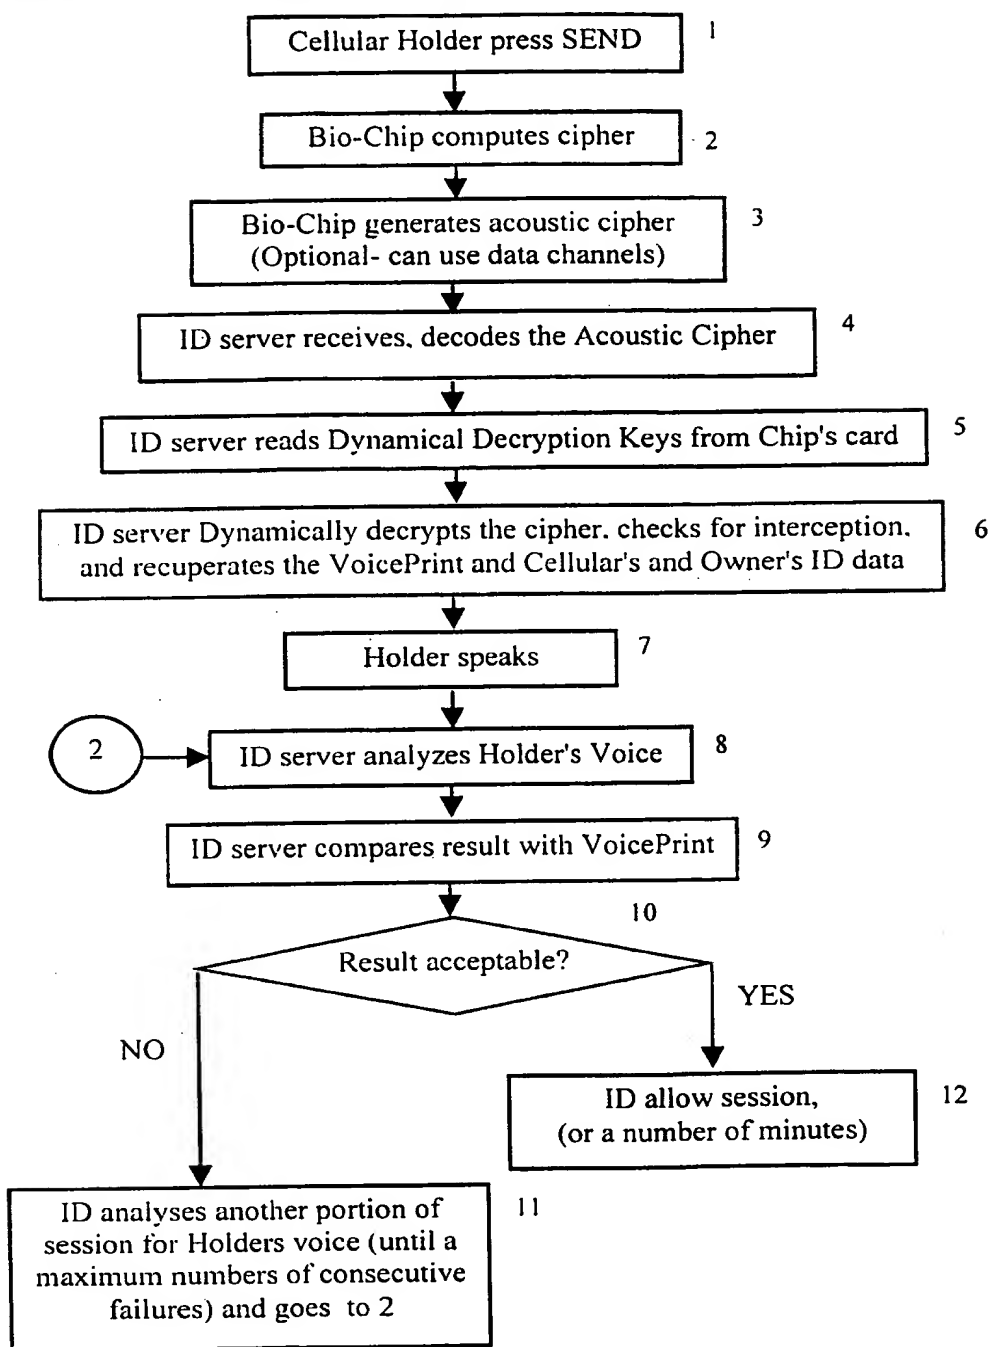 Cellular Holder press SEND
1
Bio-Chip computes cipher
2
Bio-Chip generates acoustic cipher
(Optional- can use data channels)
3
ID server receives, decodes the Acoustic Cipher
4
ID server reads Dynamical Decryption Keys from Chip's card
5
ID server Dynamically decrypts the cipher, checks for interception,
and recuperates the VoicePrint and Cellular's and Owner's ID data
6
Holder speaks
7
2
ID server analyzes Holder's Voice
8
ID server compares result with VoicePrint
9
10
Result acceptable?
YES
NO
ID allow session,
(or a number of minutes)
12
ID analyses another portion of
session for Holders voice (until a
maximum numbers of consecutive
failures) and goes to 2
11